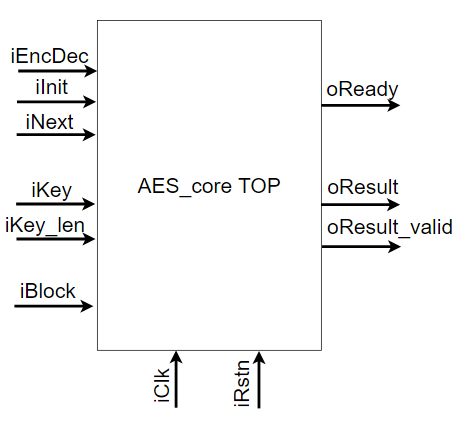 iEncDec
iInit
iNext
iKey
iKey_len
iBlock
AES_core TOP
oReady
oResult
oResult_valid
iClk
iRstn